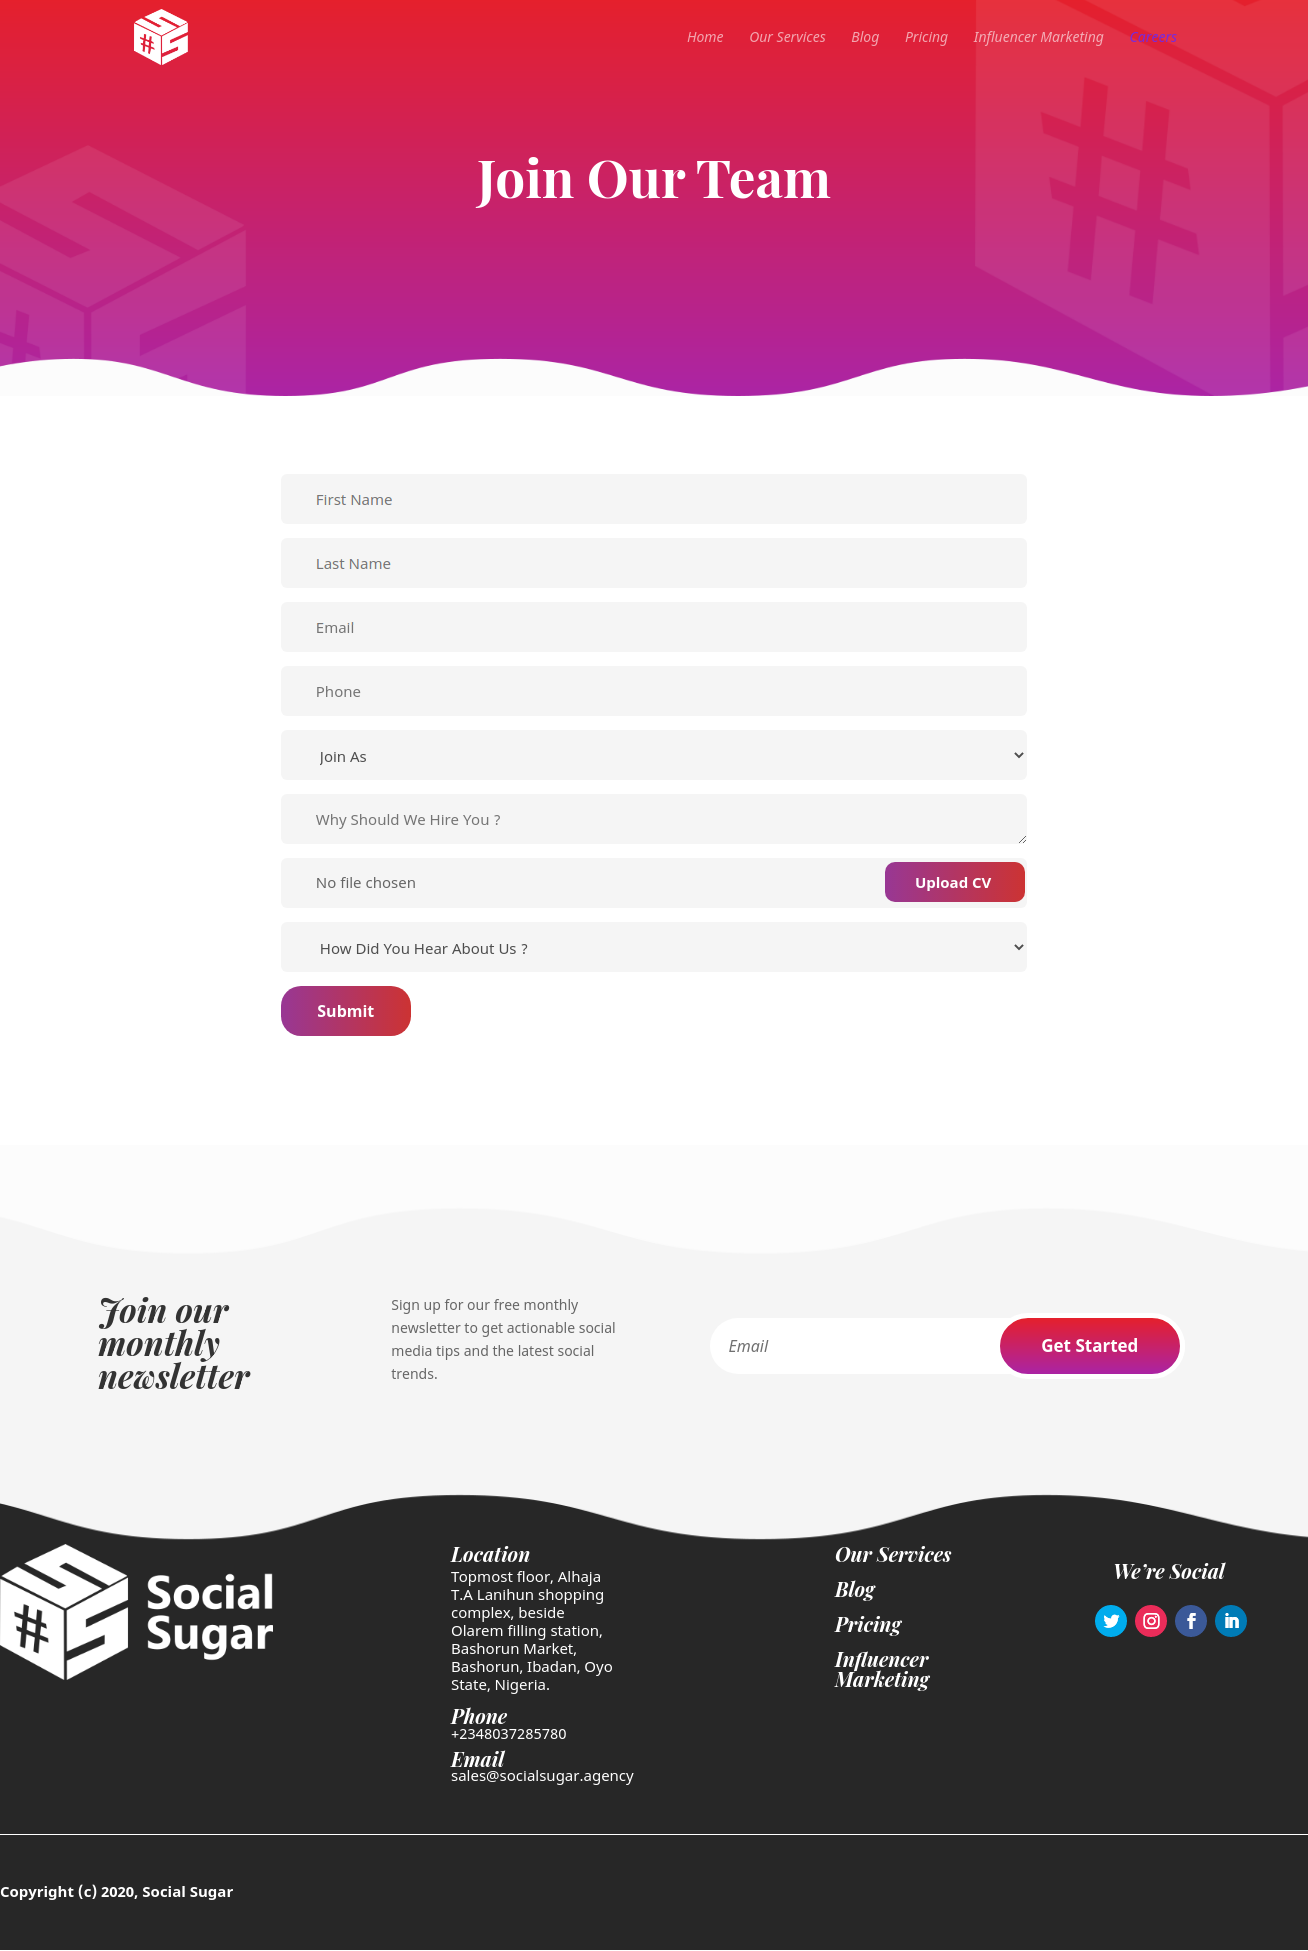 Home Our Services Blog Pricing Influencer Marketing Careers
Join Our Team
First Name
Last Name
Email
Phone
Join As
Why Should We Hire You ?
No file chosen
Upload CV
How Did You Hear About Us ?
Submit
Join our
monthly
newsletter
Sign up for our free monthly
newsletter to get actionable social
media tips and the latest social
trends.
Email
Get Started
Social
Sugar
Location
Topmost floor, Alhaja
T.A Lanihun shopping
complex, beside
Olarem filling station,
Bashorun Market,
Bashorun, Ibadan, Oyo
State, Nigeria.
Phone
+2348037285780
Email
sales@socialsugar.agency
Our Services
Blog
Pricing
Influencer
Marketing
We're Social
Copyright (c) 2020, Social Sugar